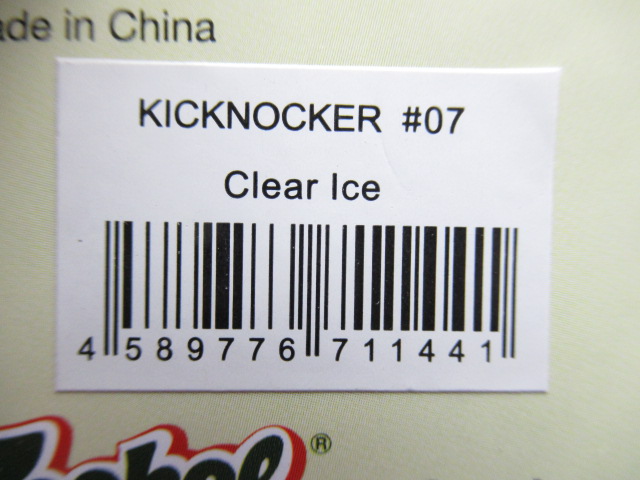 ade in China
KICKNOCKER #07
Clear Ice
4 589776 711441
®